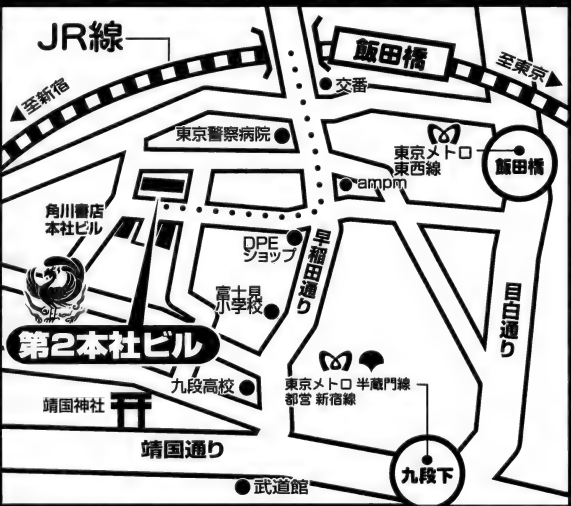 JR線
飯田橋
至東京
至新宿
交番
東京警察病院
東京メトロ
東西線
飯田橋
ampm
角川書店
本社ビル
DPE
ショップ
早稲田通り
富士見
小学校
目白通り
第2本社ビル
九段高校
東京メトロ 半蔵門線
都営 新宿線
靖国神社
靖国通り
九段下
武道館